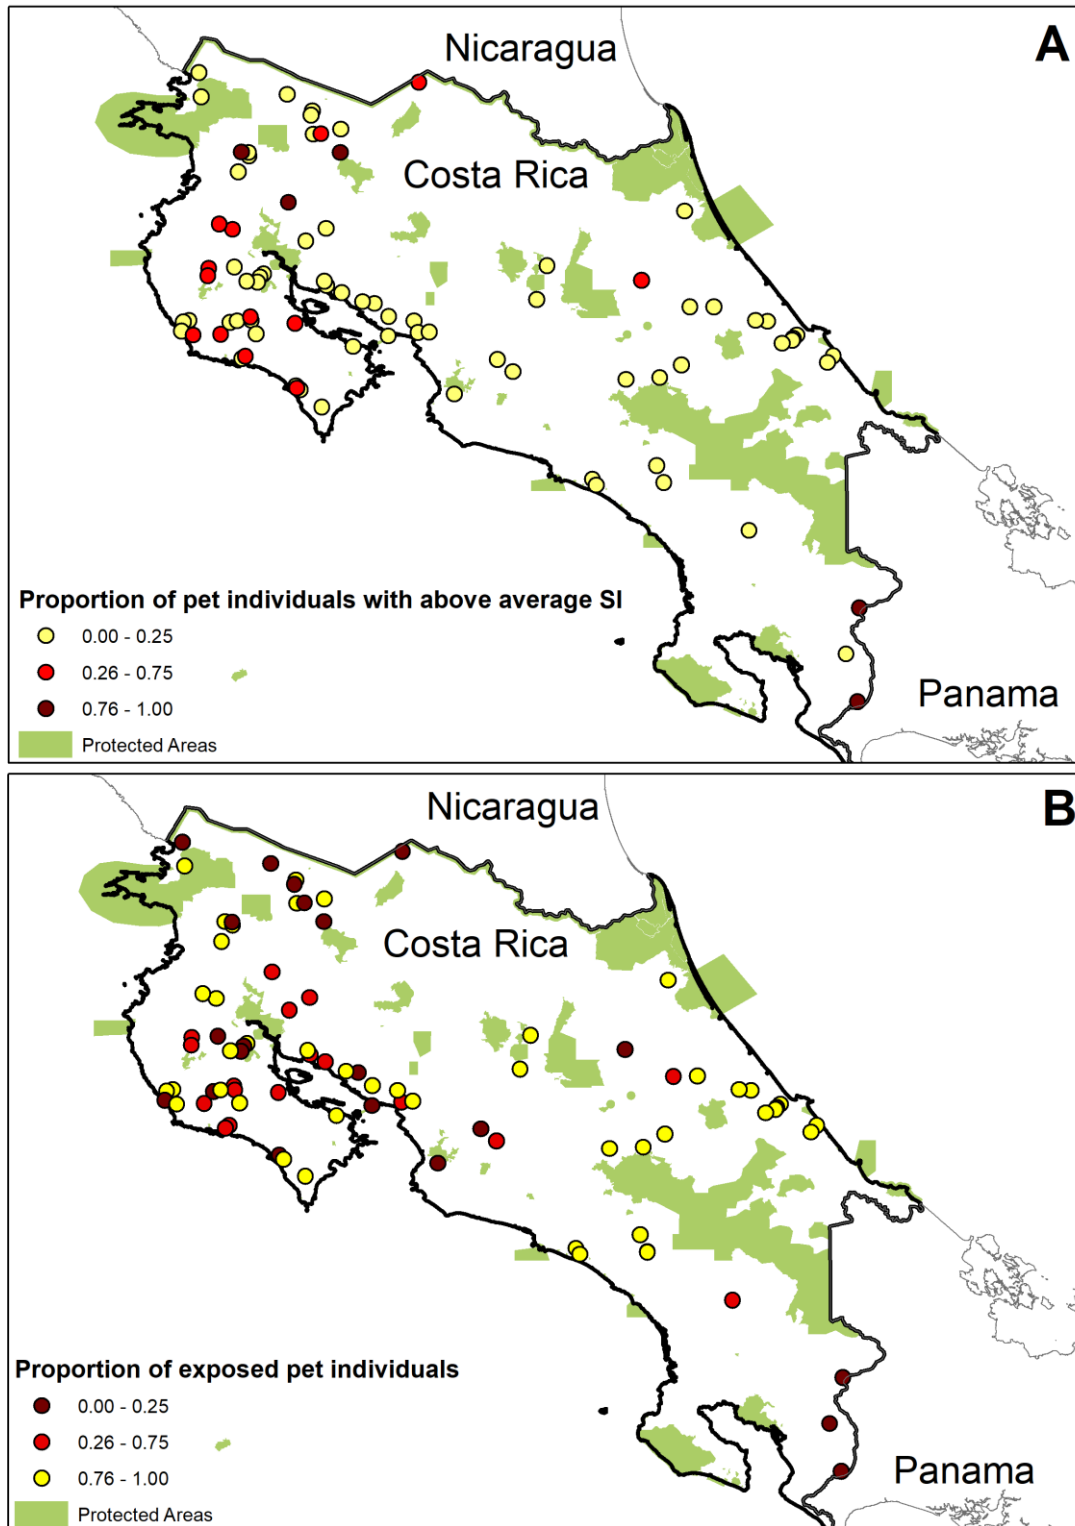 A
Nicaragua
Costa Rica
Proportion of pet individuals with above average SI
0.00 - 0.25
0.26 - 0.75
0.76 - 1.00
Protected Areas
Panama
B
Nicaragua
Costa Rica
Proportion of exposed pet individuals
0.00 - 0.25
0.26 - 0.75
0.76 - 1.00
Protected Areas
Panama